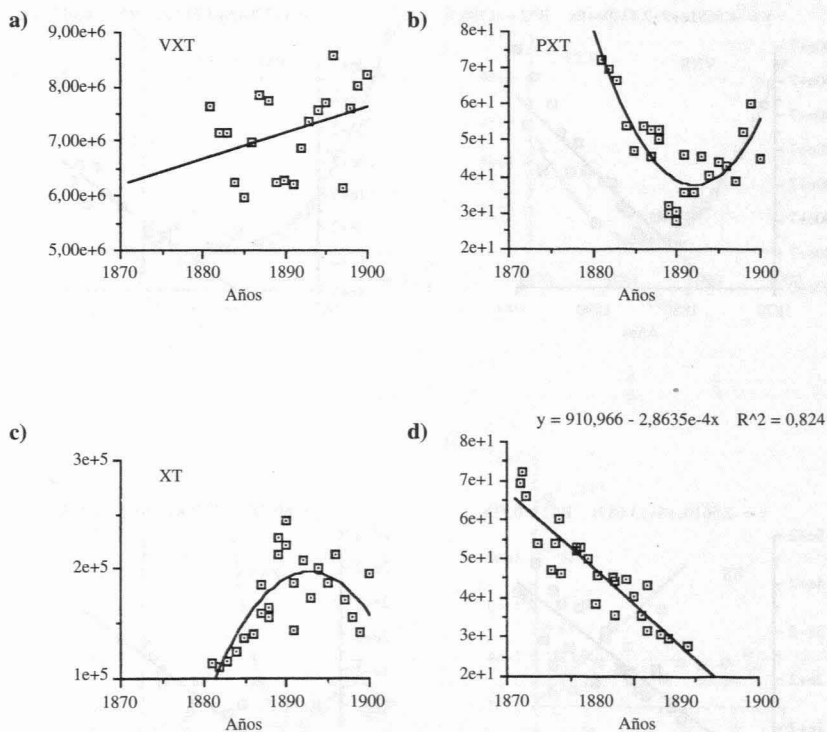 a)
9,00e+6
VXT
8,00e+6
7,00e+6
6,00e+6
5,00e+6
1870
1880
1890
1900
Años
b)
8e+1
PXT
7e+1
6e+1
5e+1
4e+1
3e+1
2e+1
1870
1880
1890
1900
Años
c)
3e+5
XT
2e+5
1e+5
1870
1880
1890
1900
Años
d)
y = 910,966 - 2,8635e-4x R^2 = 0,824
8e+1
7e+1
6e+1
5e+1
4e+1
3e+1
2e+1
1870
1880
1890
1900
Años